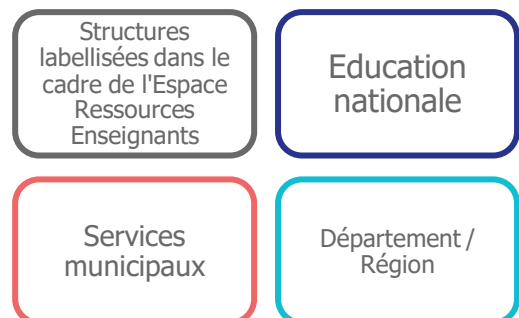 Structures
labellisées dans le
cadre de l'Espace
Ressources
Enseignants
Education
nationale
Services
municipaux
Département /
Région